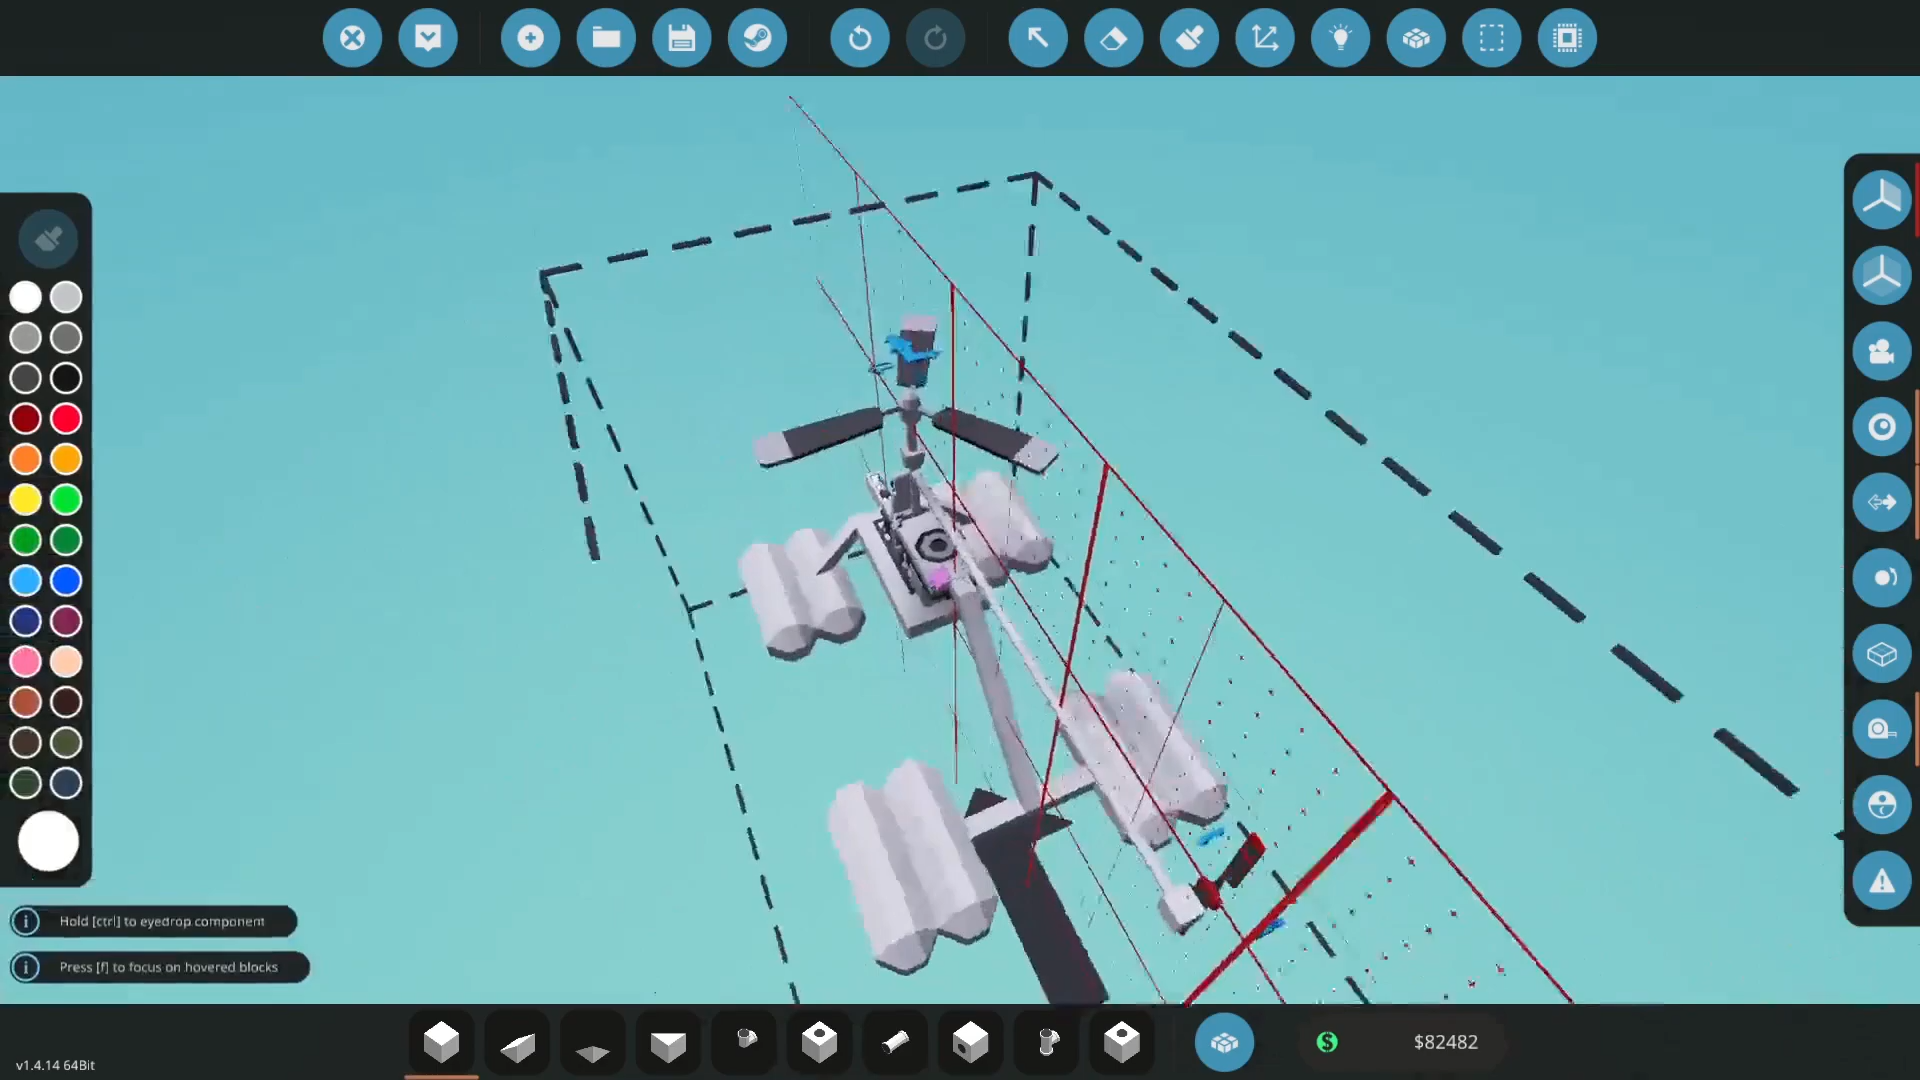 Hold [ctrl] to eyedrop component
Press [f] to focus on hovered blocks
$82482
v1.4.14 64Bit